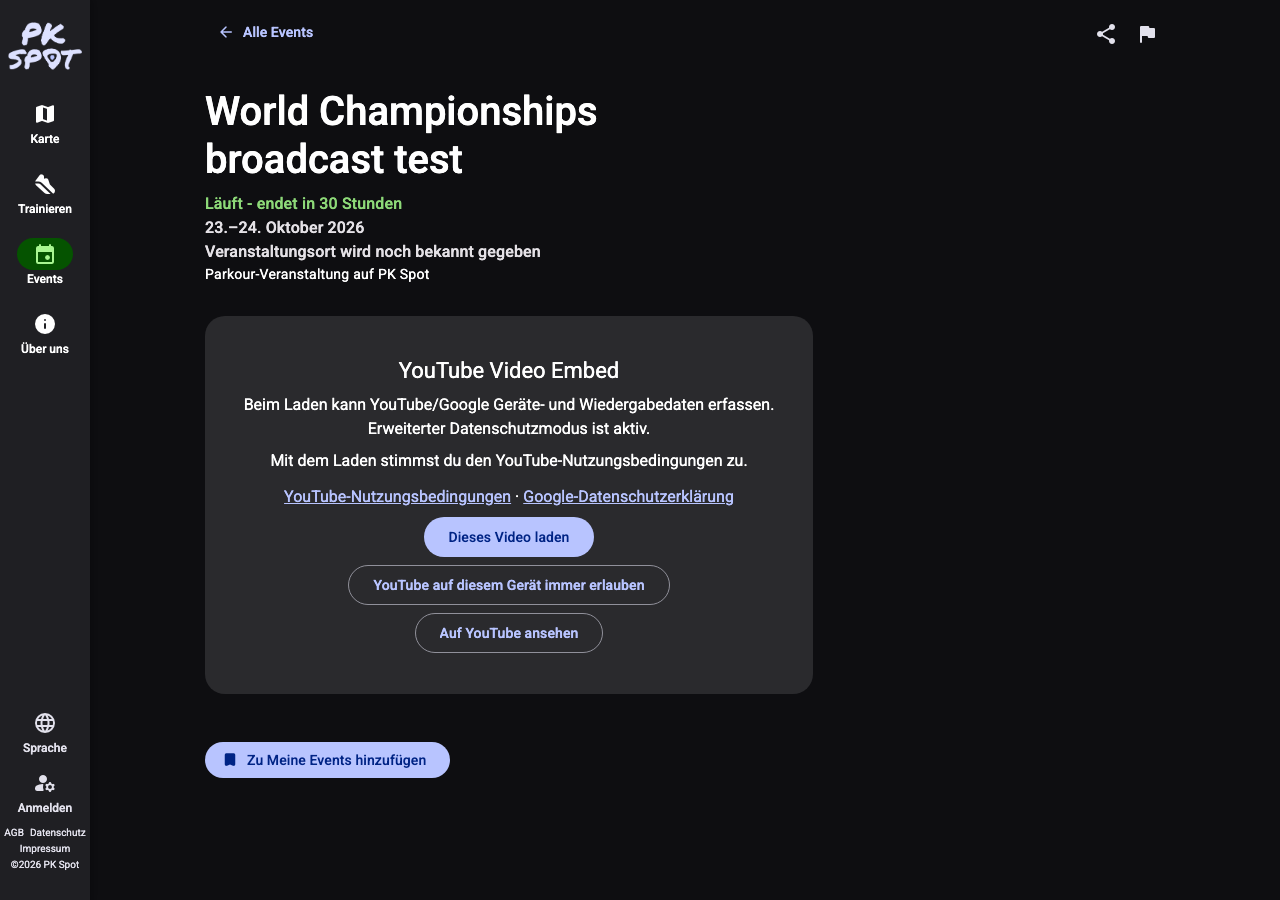 PK
SPOT
Karte
Trainieren
Events
Über uns
Sprache
Anmelden
AGB Datenschutz
Impressum
©2026 PK Spot
Alle Events
World Championships
broadcast test
Läuft - endet in 30 Stunden
23.–24. Oktober 2026
Veranstaltungsort wird noch bekannt gegeben
Parkour-Veranstaltung auf PK Spot
YouTube Video Embed
Beim Laden kann YouTube/Google Geräte- und Wiedergabedaten erfassen.
Erweiterter Datenschutzmodus ist aktiv.
Mit dem Laden stimmst du den YouTube-Nutzungsbedingungen zu.
YouTube-Nutzungsbedingungen · Google-Datenschutzerklärung
Dieses Video laden
YouTube auf diesem Gerät immer erlauben
Auf YouTube ansehen
Zu Meine Events hinzufügen